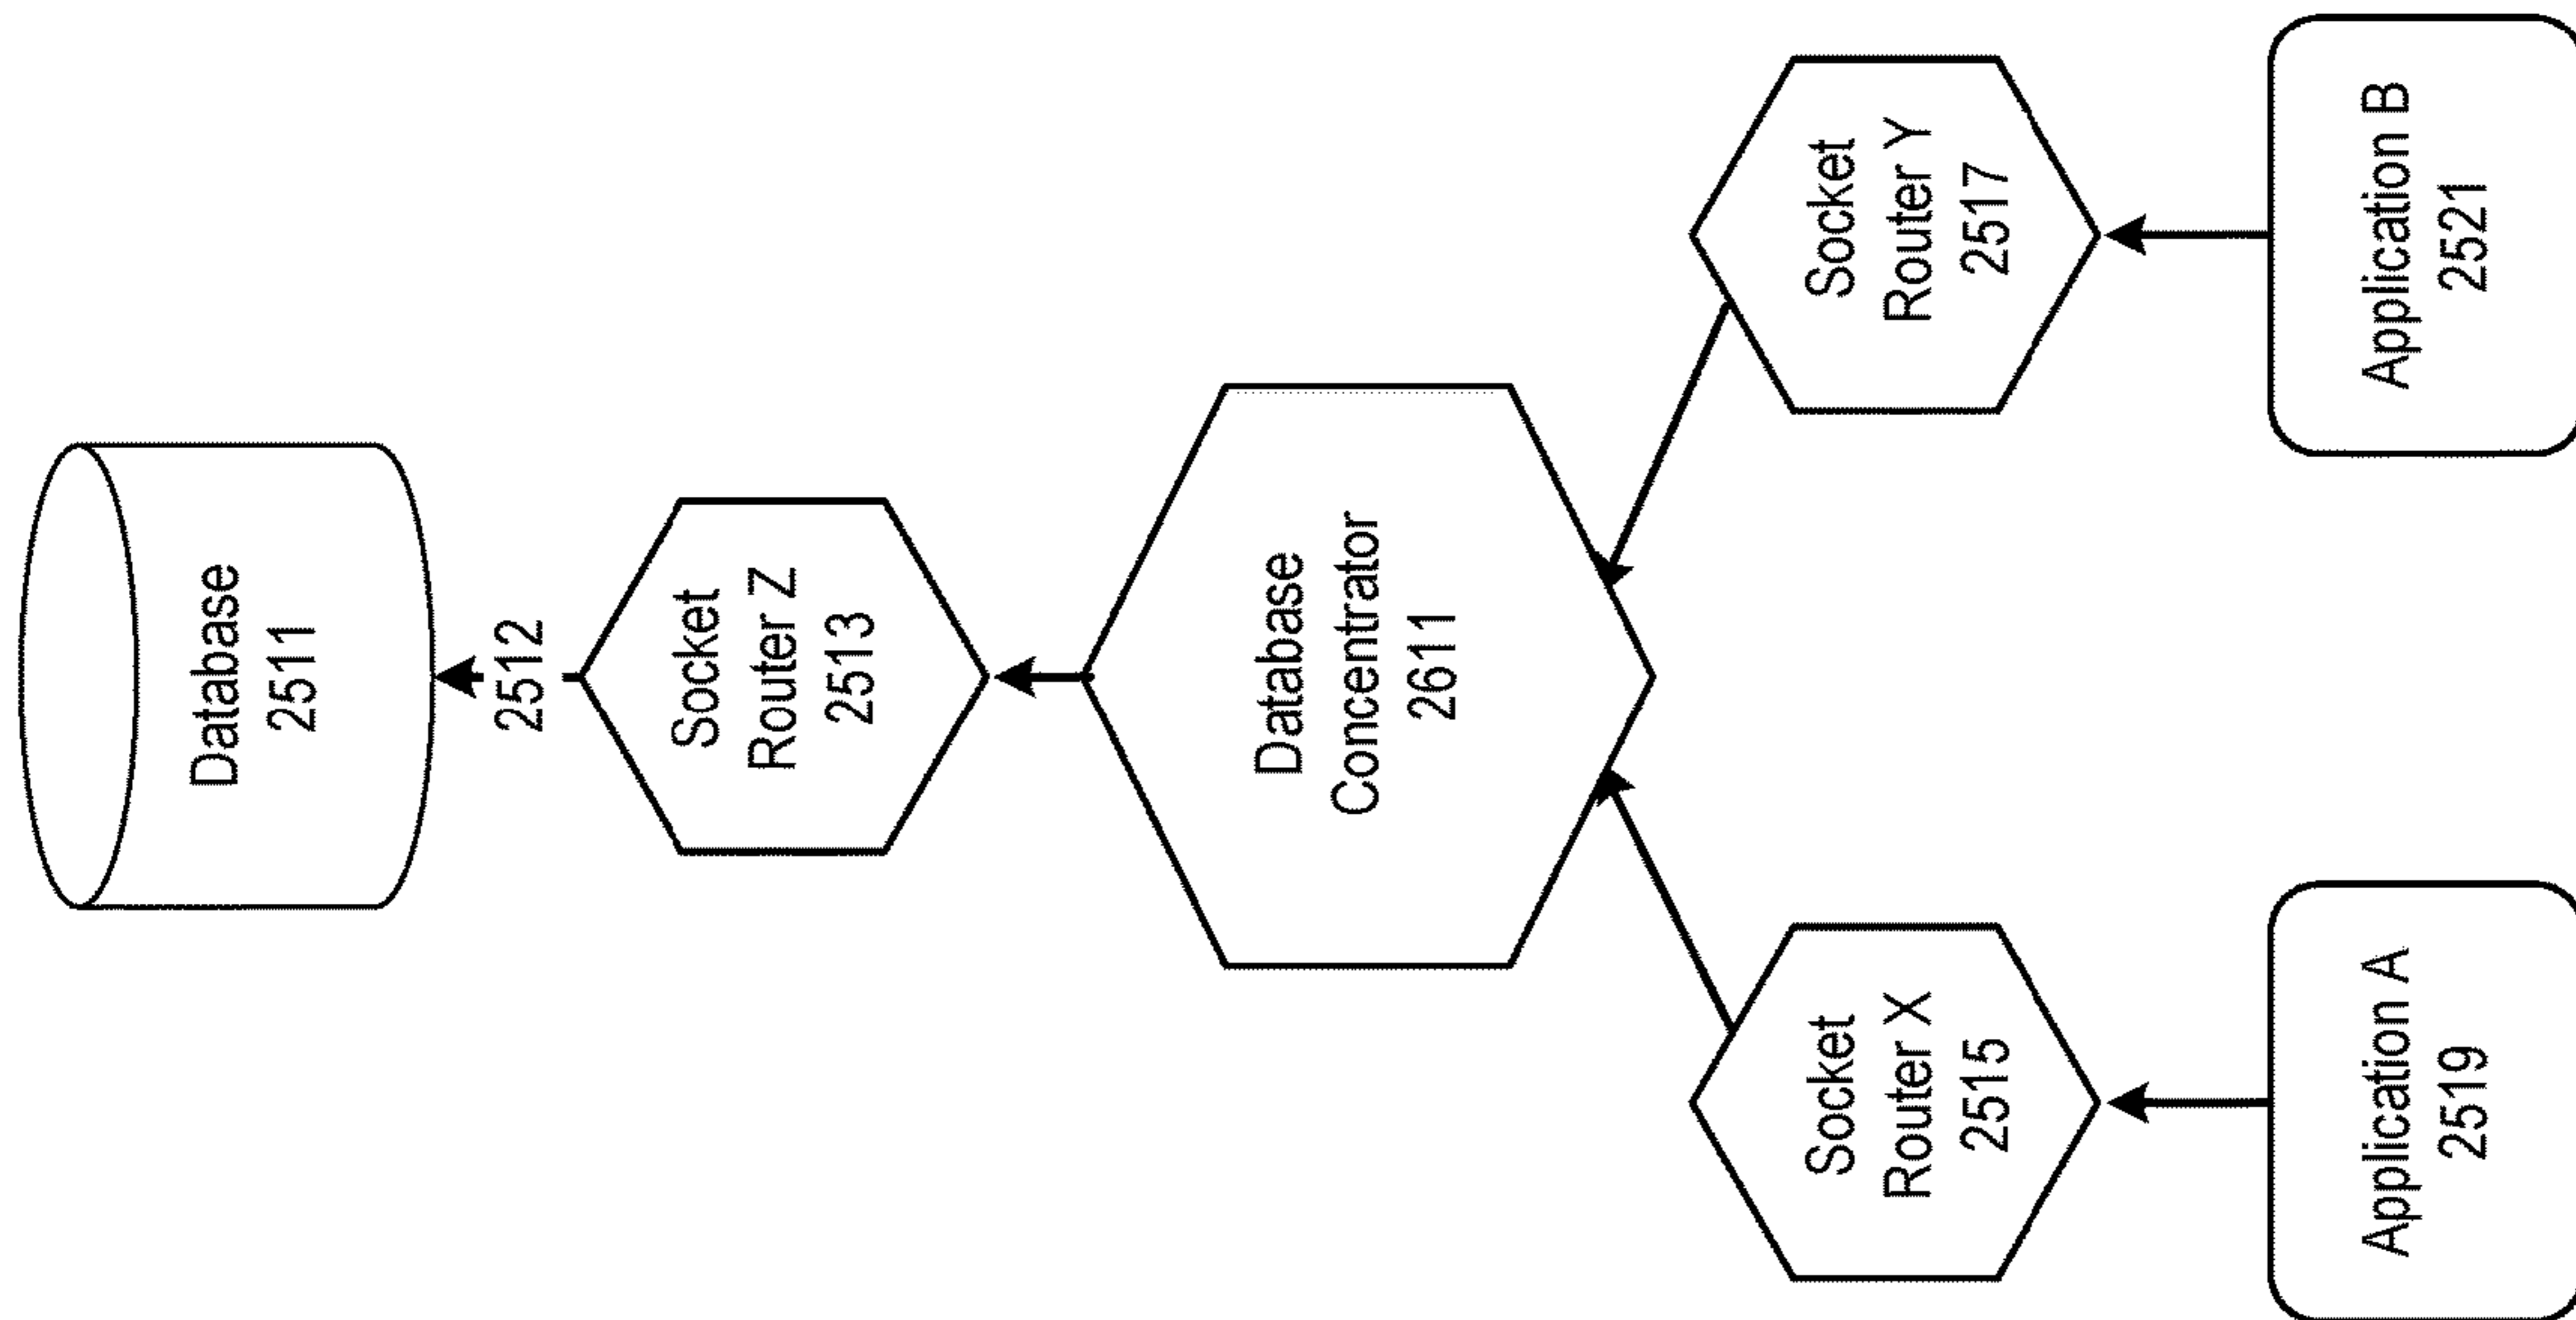 Database
2511
2512
Socket
Router Z
2513
Database
Concentrator
2611
Socket
Router X
2515
Socket
Router Y
2517
Application A
2519
Application B
2521